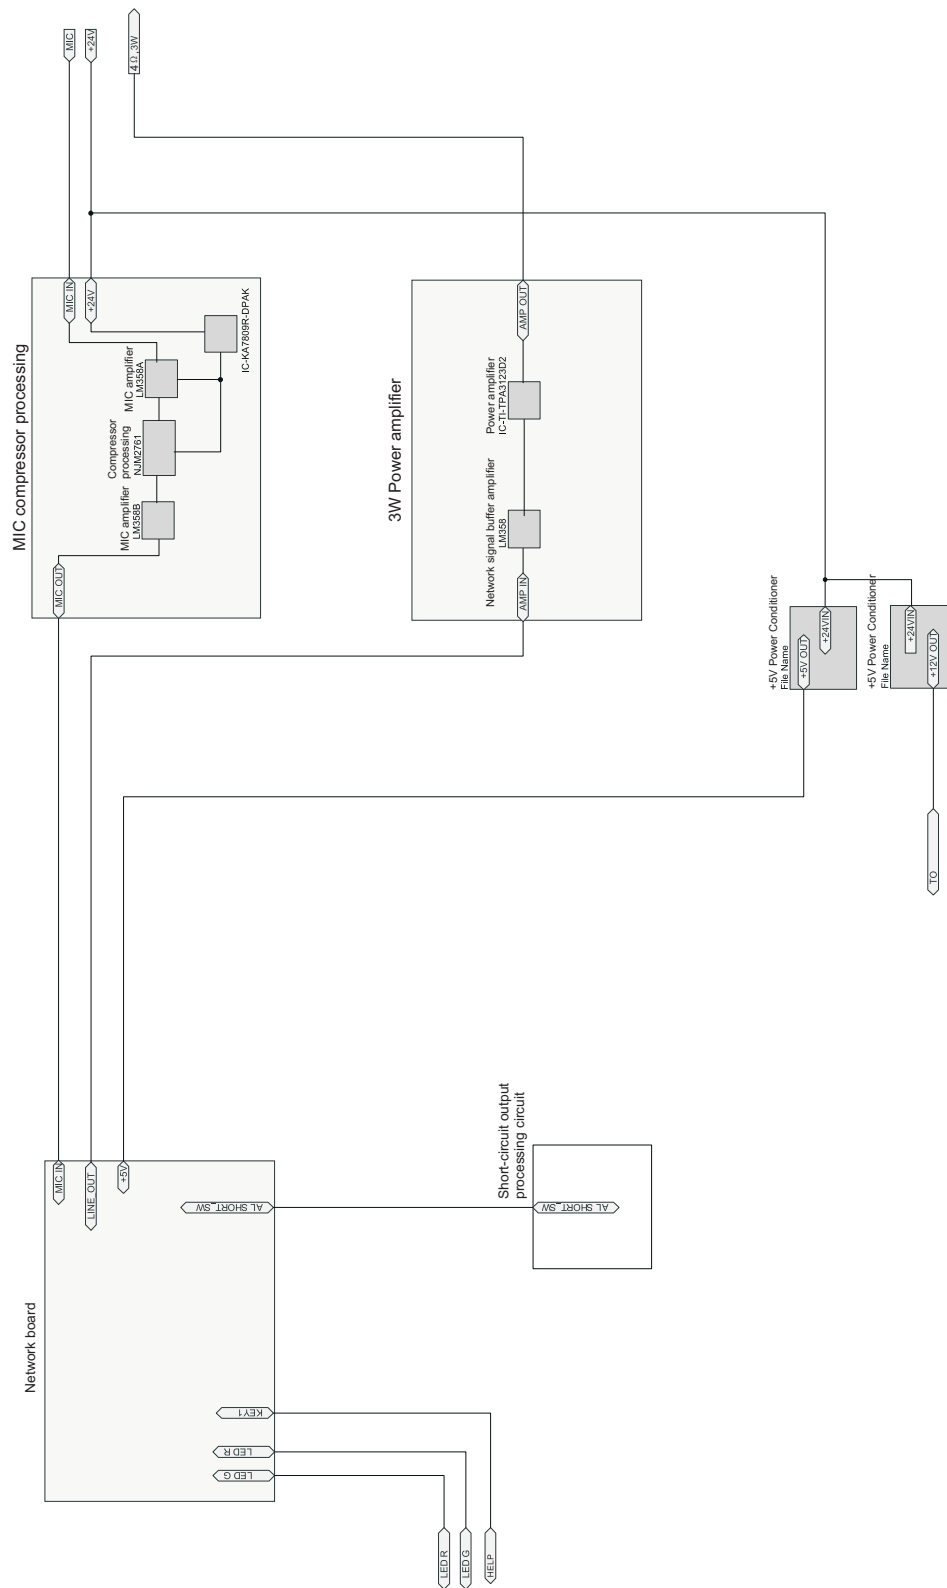 Network board
MIC IN
LINE_OUT
+5V
AL SHORT_SW
KEY1
LED R
LED G
LED R
LED G
HELP
Short-circuit output
processing circuit
AL SHORT_SW
MIC compressor processing
MIC OUT
MIC amplifier
LM358B
Compressor
processing
NJM2761
MIC amplifier
LM358A
IC-KA7809R-DPAK
MIC IN
+24V
MIC
+24V
4 Ω ,3W
3W Power amplifier
AMP IN
Network signal buffer amplifier
LM358
Power amplifier
IC-TI-TPA3123D2
AMP OUT
+5V Power Conditioner
File Name
+5V OUT
+24VIN
+5V Power Conditioner
File Name
+24VIN
+12V OUT
TO